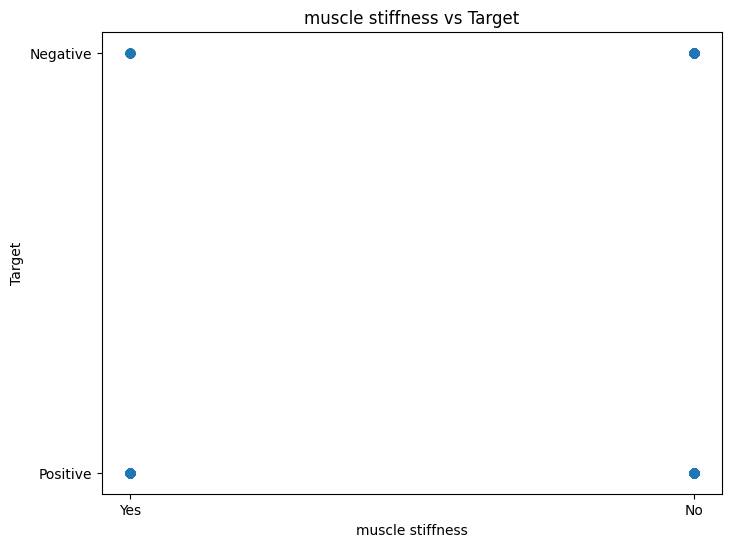 muscle stiffness vs Target
Negative
Target
Positive
Yes
No
muscle stiffness